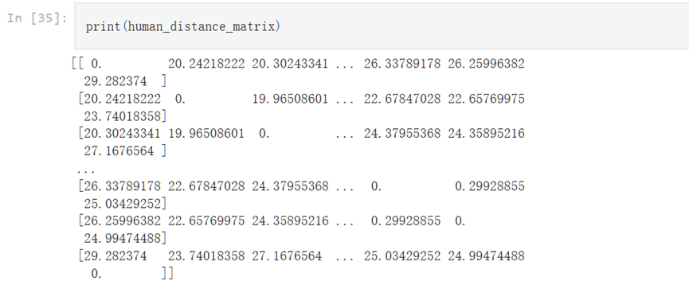 In [35]:
print(human_distance_matrix)
[[ 0.         20.24218222 20.30243341 ... 26.33789178 26.25996382
  29.282374  ]
 [20.24218222  0.         19.96508601 ... 22.67847028 22.65769975
  23.74018358]
 [20.30243341 19.96508601  0.         ... 24.37955368 24.35895216
  27.1676564 ]
 ...
 [26.33789178 22.67847028 24.37955368 ...  0.          0.29928855
  25.03429252]
 [26.25996382 22.65769975 24.35895216 ...  0.29928855  0.
  24.99474488]
 [29.282374   23.74018358 27.1676564  ... 25.03429252 24.99474488
   0.        ]]